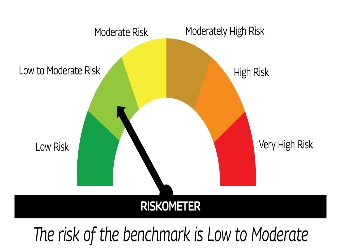 Moderate Risk
Moderately High Risk
Low to Moderate Risk
High Risk
Low Risk
Very High Risk
RISKOMETER
The risk of the benchmark is Low to Moderate